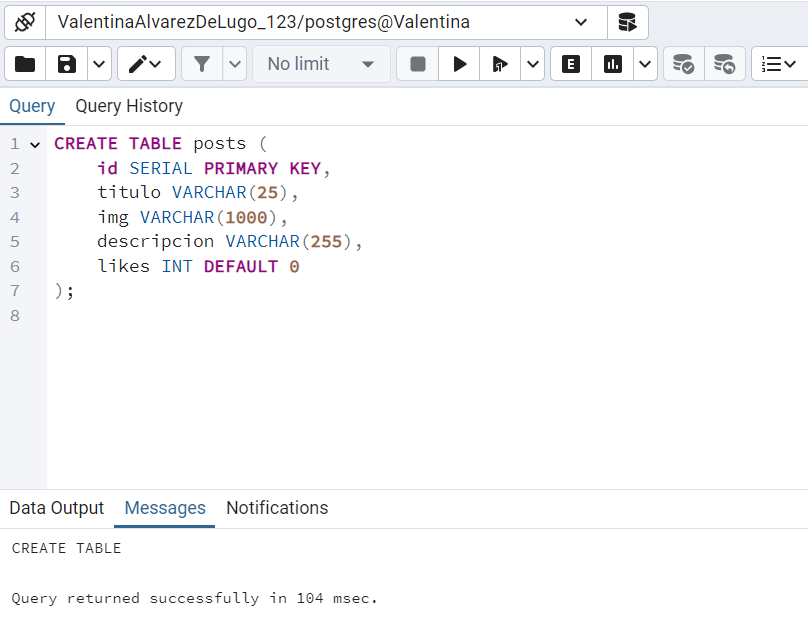 ValentinaAlvarezDeLugo_123/postgres@Valentina
No limit
E
Query Query History
1 CREATE TABLE posts (
2 id SERIAL PRIMARY KEY,
3 titulo VARCHAR(25),
4 img VARCHAR(1000),
5 descripcion VARCHAR(255),
6 likes INT DEFAULT 0
7 );
8
Data Output Messages Notifications
CREATE TABLE
Query returned successfully in 104 msec.